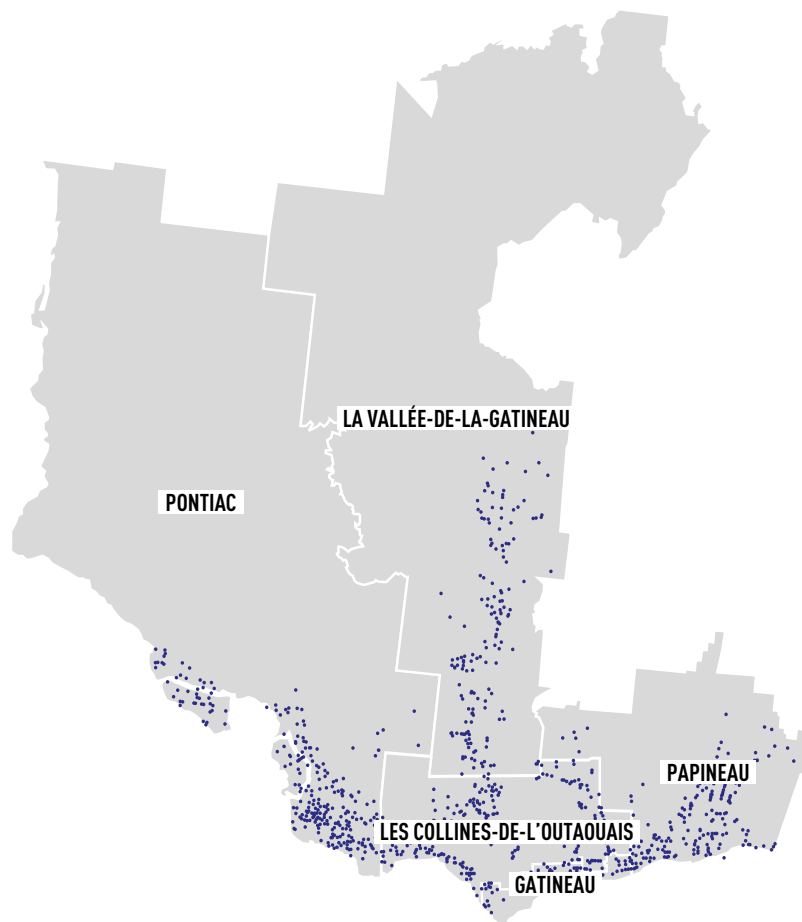 LA VALLÉE-DE-LA-GATINEAU
PONTIAC
PAPINEAU
LES COLLINES-DE-L'OUTAOUAIS
GATINEAU